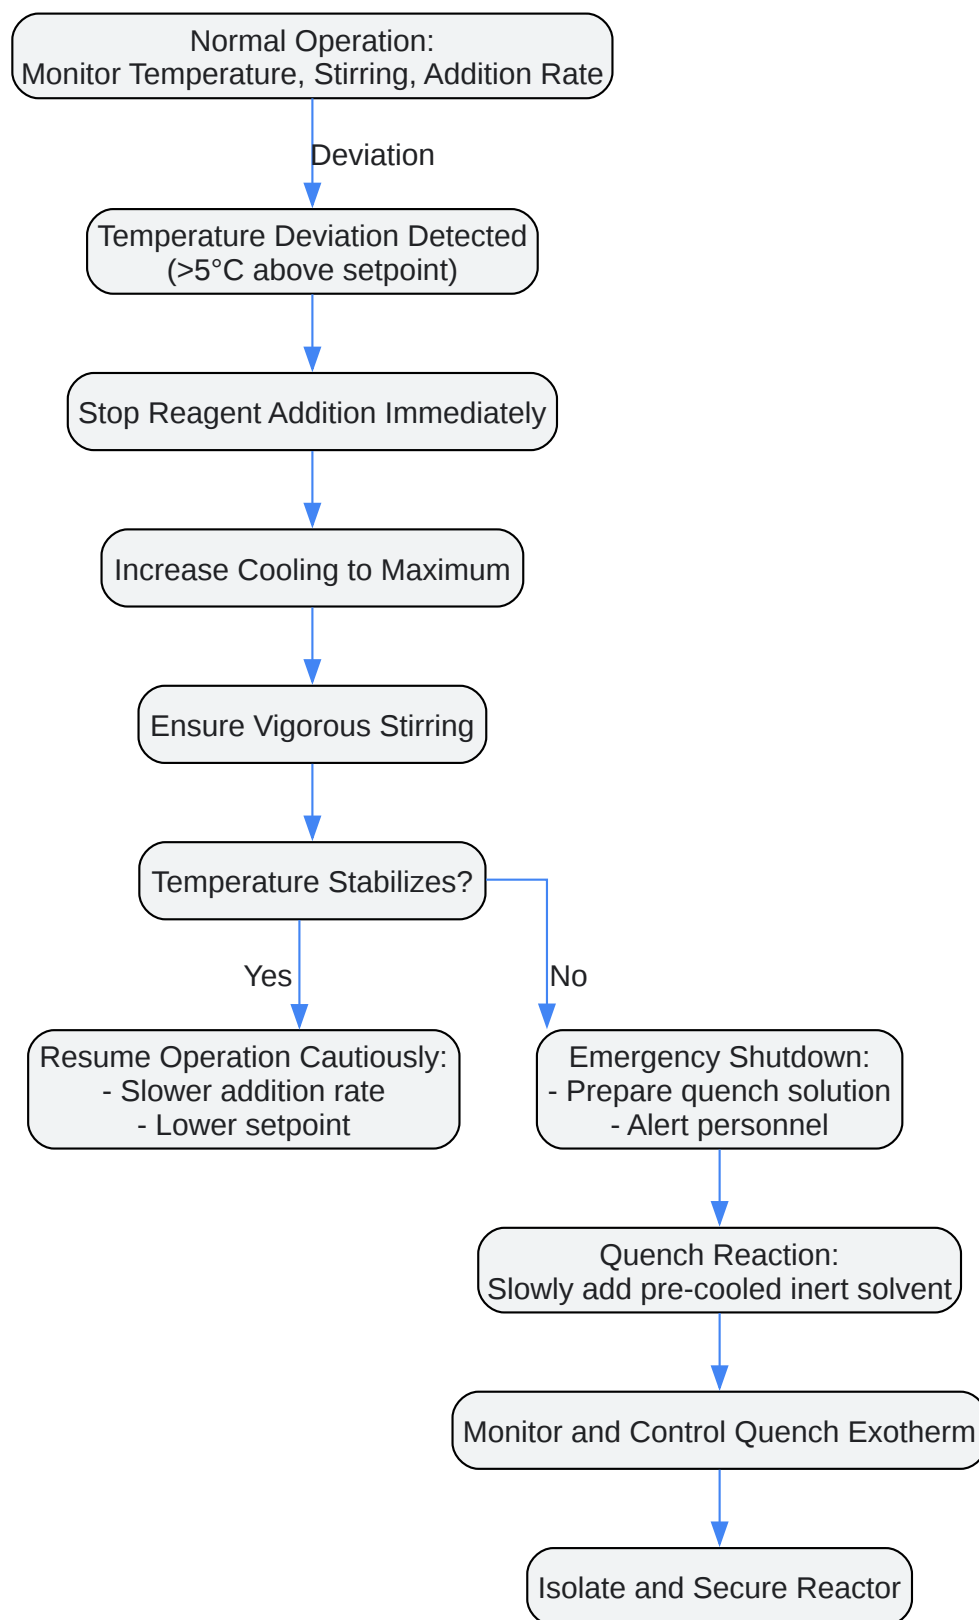 Normal Operation:
Monitor Temperature, Stirring, Addition Rate
Deviation
Temperature Deviation Detected
(>5°C above setpoint)
Stop Reagent Addition Immediately
Increase Cooling to Maximum
Ensure Vigorous Stirring
Temperature Stabilizes?
Yes
No
Resume Operation Cautiously:
- Slower addition rate
- Lower setpoint
Emergency Shutdown:
- Prepare quench solution
- Alert personnel
Quench Reaction:
Slowly add pre-cooled inert solvent
Monitor and Control Quench Exotherm
Isolate and Secure Reactor